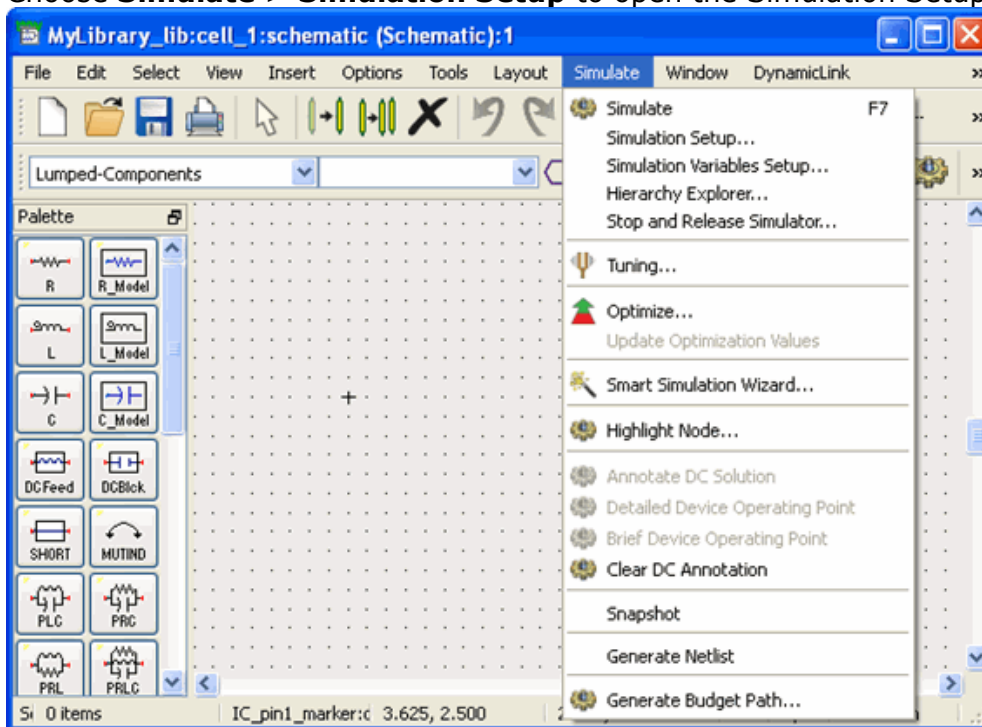 Choose Simulate > Simulation Setup to open the Simulation Setup
MyLibrary_lib:cell_1:schematic (Schematic):1
File Edit Select View Insert Options Tools Layout Simulate Window DynamicLink »
Simulate F7
Simulation Setup...
Simulation Variables Setup...
Hierarchy Explorer...
Stop and Release Simulator...
Tuning...
Optimize...
Update Optimization Values
Smart Simulation Wizard...
Highlight Node...
Annotate DC Solution
Detailed Device Operating Point
Brief Device Operating Point
Clear DC Annotation
Snapshot
Generate Netlist
Generate Budget Path...
Lumped-Components
Palette
R R_Model
L L_Model
C C_Model
DCFeed DCBlck
SHORT MUTIND
PLC PRC
PRL PRLC
0 items IC_pin1_marker:c 3.625, 2.500